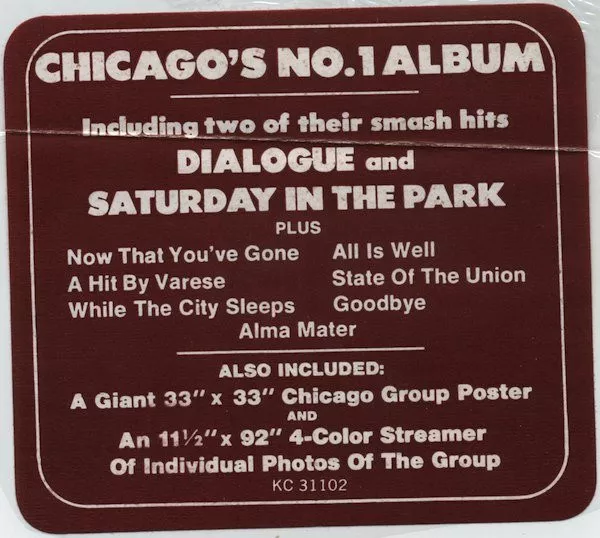 CHICAGO'S NO.1 ALBUM
Including two of their smash hits
DIALOGUE and
SATURDAY IN THE PARK
PLUS
Now That You've Gone All Is Well
A Hit By Varese State Of The Union
While The City Sleeps Goodbye
Alma Mater
ALSO INCLUDED:
A Giant 33" x 33" Chicago Group Poster
AND
An 11½" x 92" 4-Color Streamer
Of Individual Photos Of The Group
KC 31102